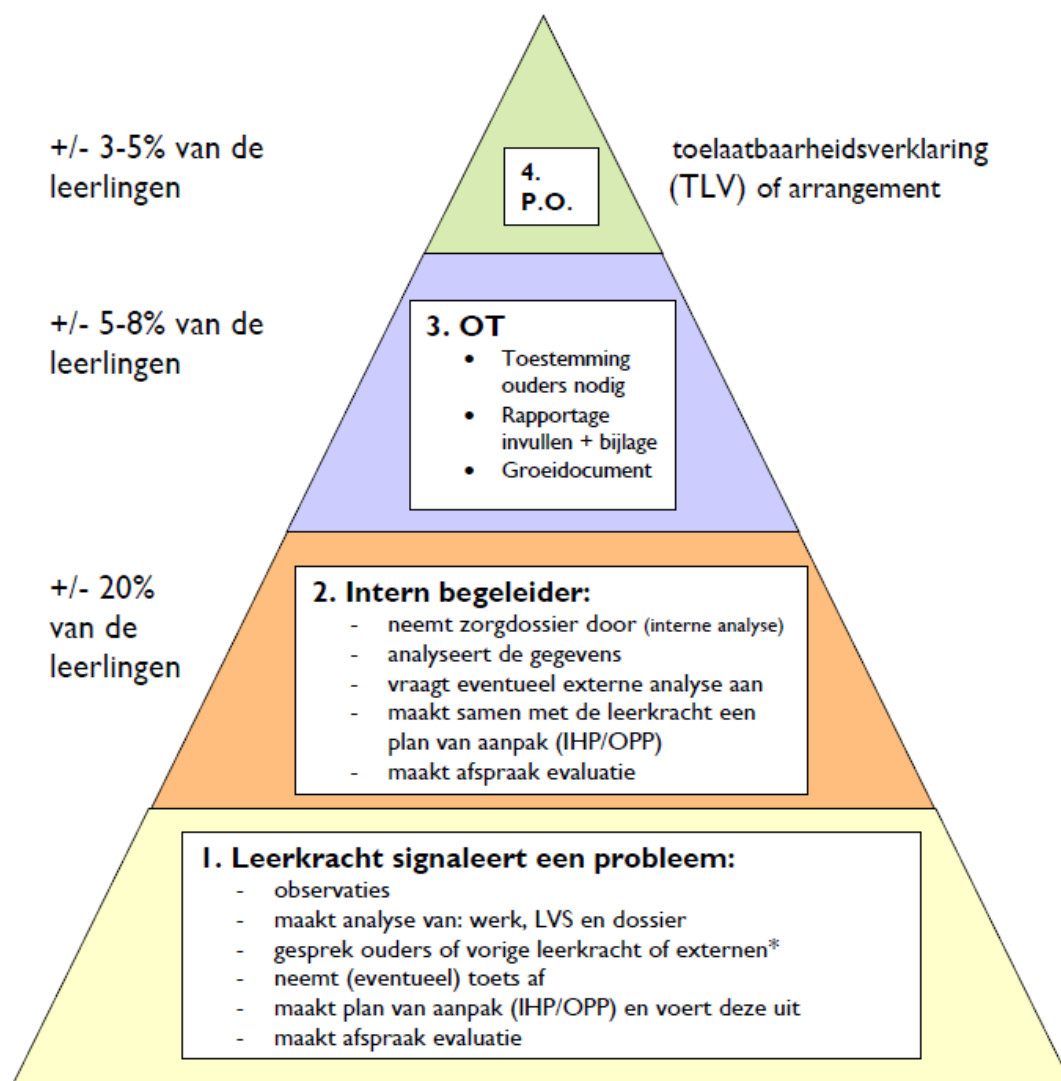 +/- 3-5% van de
leerlingen
4.
P.O.
toelaatbaarheidsverklaring
(TLV) of arrangement
+/- 5-8% van de
leerlingen
3. OT
• Toestemming
ouders nodig
• Rapportage
invullen + bijlage
• Groeidocument
+/- 20%
van de
leerlingen
2. Intern begeleider:
- neemt zorgdossier door (interne analyse)
- analyseert de gegevens
- vraagt eventueel externe analyse aan
- maakt samen met de leerkracht een
plan van aanpak (IHP/OPP)
- maakt afspraak evaluatie
1. Leerkracht signaleert een probleem:
- observaties
- maakt analyse van: werk, LVS en dossier
- gesprek ouders of vorige leerkracht of externen*
- neemt (eventueel) toets af
- maakt plan van aanpak (IHP/OPP) en voert deze uit
- maakt afspraak evaluatie